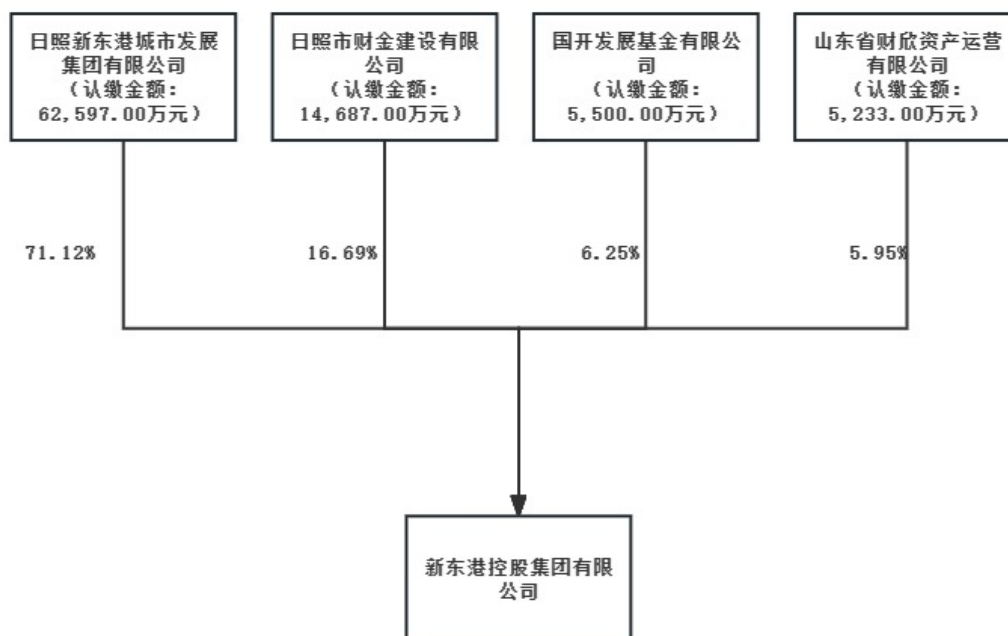 日照新东港城市发展
集团有限公司
（认缴金额：
62,597.00万元）
日照市财金建设有限
公司
（认缴金额：
14,687.00万元）
国开发展基金有限公
司
（认缴金额：
5,500.00万元）
山东省财欣资产运营
有限公司
（认缴金额：
5,233.00万元）
71.12%
16.69%
6.25%
5.95%
新东港控股集团有限
公司